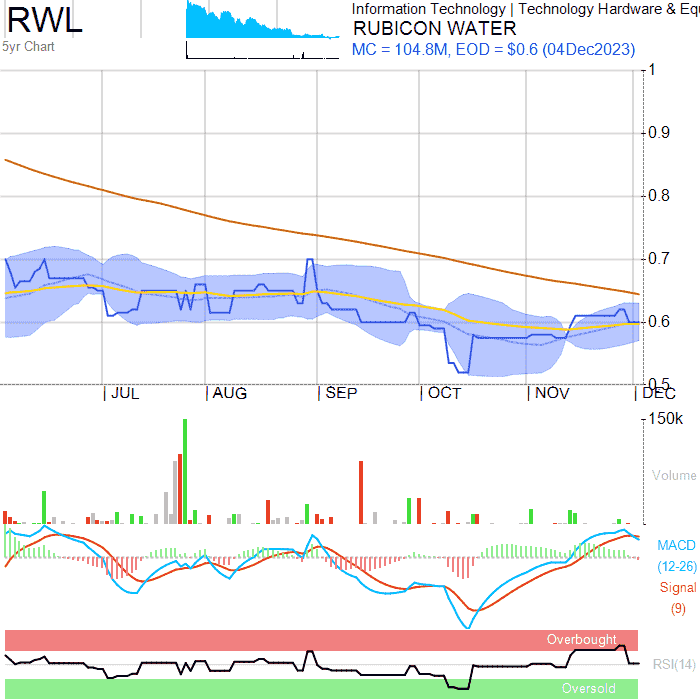 RWL
5yr Chart
Information Technology | Technology Hardware & Equ
RUBICON WATER
MC = 104.8M, EOD = $0.6 (04Dec2023)
1
0.9
0.8
0.7
0.6
0.5
JUL
AUG
SEP
OCT
NOV
DEC
150k
Volume
MACD
(12-26)
Signal
(9)
Overbought
RSI(14)
Oversold